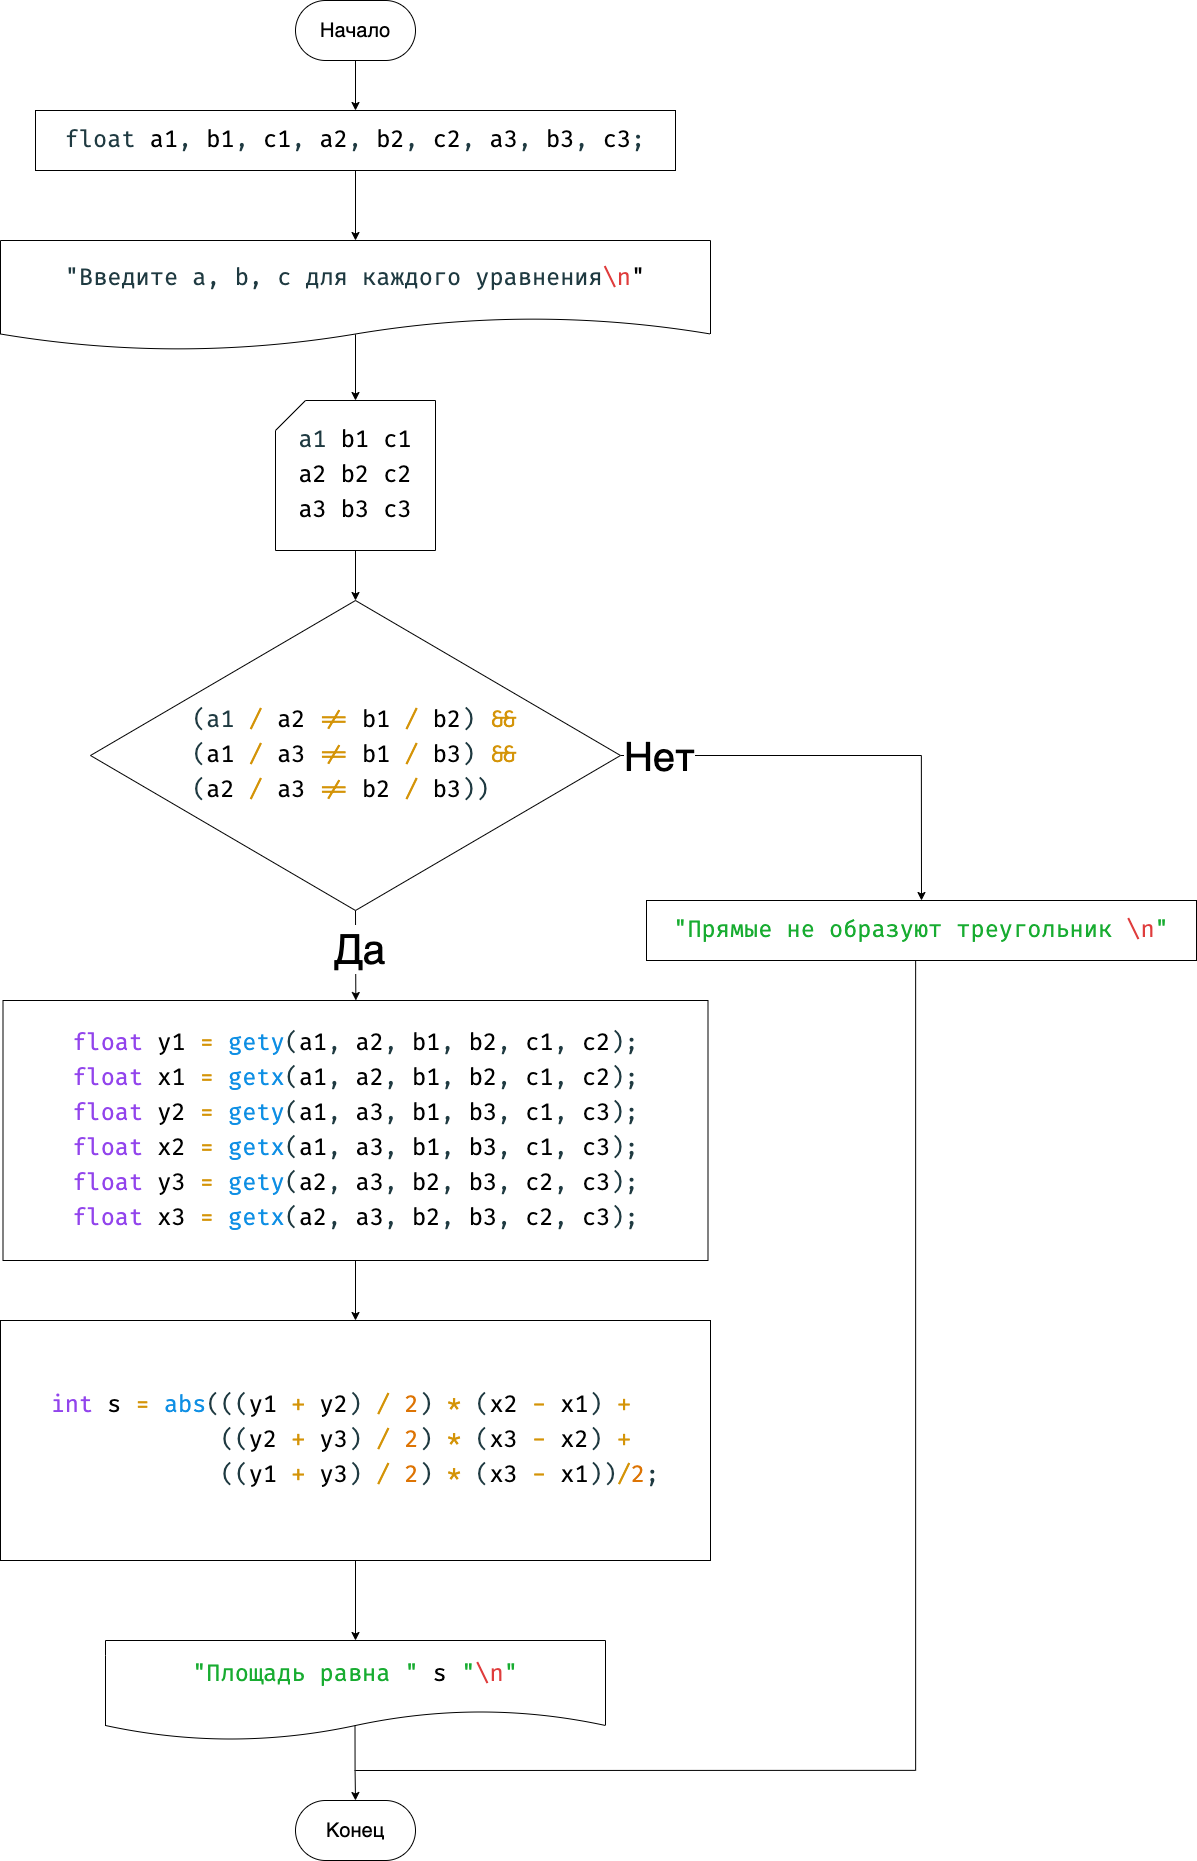 Начало
float a1, b1, c1, a2, b2, c2, a3, b3, c3;
"Введите a, b, c для каждого уравнения\n"
a1 b1 c1
a2 b2 c2
a3 b3 c3
(a1 / a2 != b1 / b2) &&
(a1 / a3 != b1 / b3) &&
(a2 / a3 != b2 / b3))
Нет
"Прямые не образуют треугольник \n"
Да
float y1 = gety(a1, a2, b1, b2, c1, c2);
float x1 = getx(a1, a2, b1, b2, c1, c2);
float y2 = gety(a1, a3, b1, b3, c1, c3);
float x2 = getx(a1, a3, b1, b3, c1, c3);
float y3 = gety(a2, a3, b2, b3, c2, c3);
float x3 = getx(a2, a3, b2, b3, c2, c3);
int s = abs(((y1 + y2) / 2) * (x2 - x1) +
((y2 + y3) / 2) * (x3 - x2) +
((y1 + y3) / 2) * (x3 - x1))/2;
"Площадь равна " s "\n"
Конец